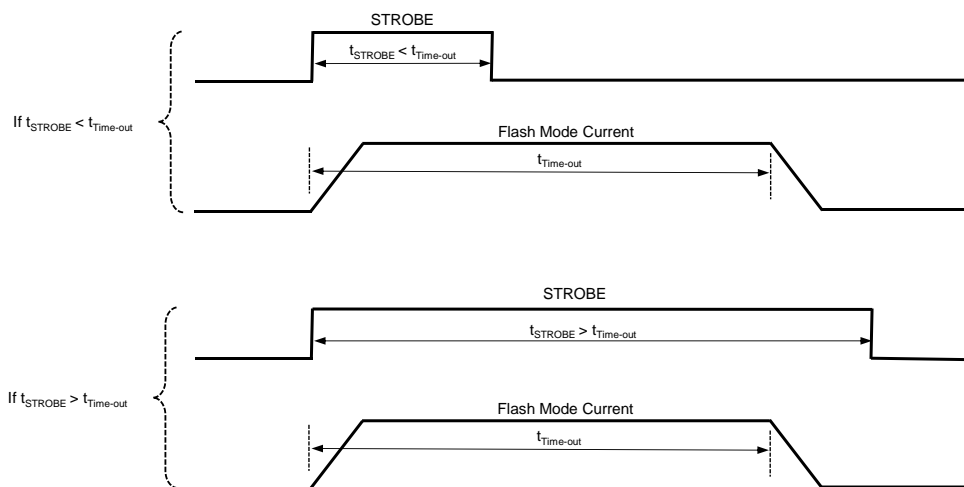 STROBE
tSTROBE < tTime-out
If tSTROBE < tTime-out
Flash Mode Current
tTime-out
STROBE
tSTROBE > tTime-out
If tSTROBE > tTime-out
Flash Mode Current
tTime-out